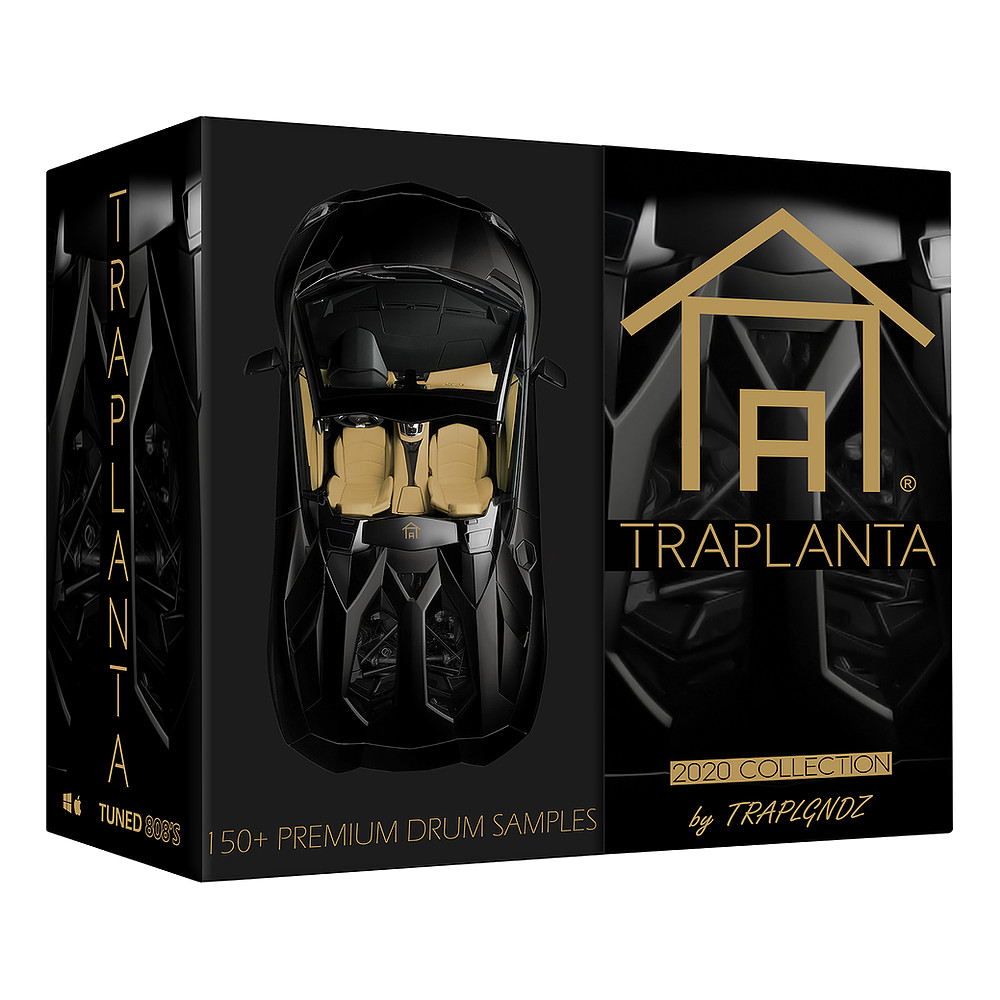 TRAPLANTA
TUNED 808'S
150+ PREMIUM DRUM SAMPLES
®
TRAPLANTA
2020 COLLECTION
by TRAPLGNDZ